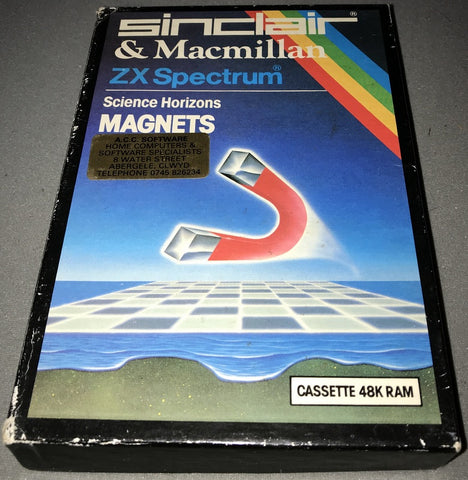 sinclair®
& Macmillan
ZX Spectrum®
Science Horizons
MAGNETS
A.C.C. SOFTWARE
HOME COMPUTERS &
SOFTWARE SPECIALISTS
8 WATER STREET
ABERGELE, CLWYD
TELEPHONE 0745 826234
CASSETTE 48K RAM